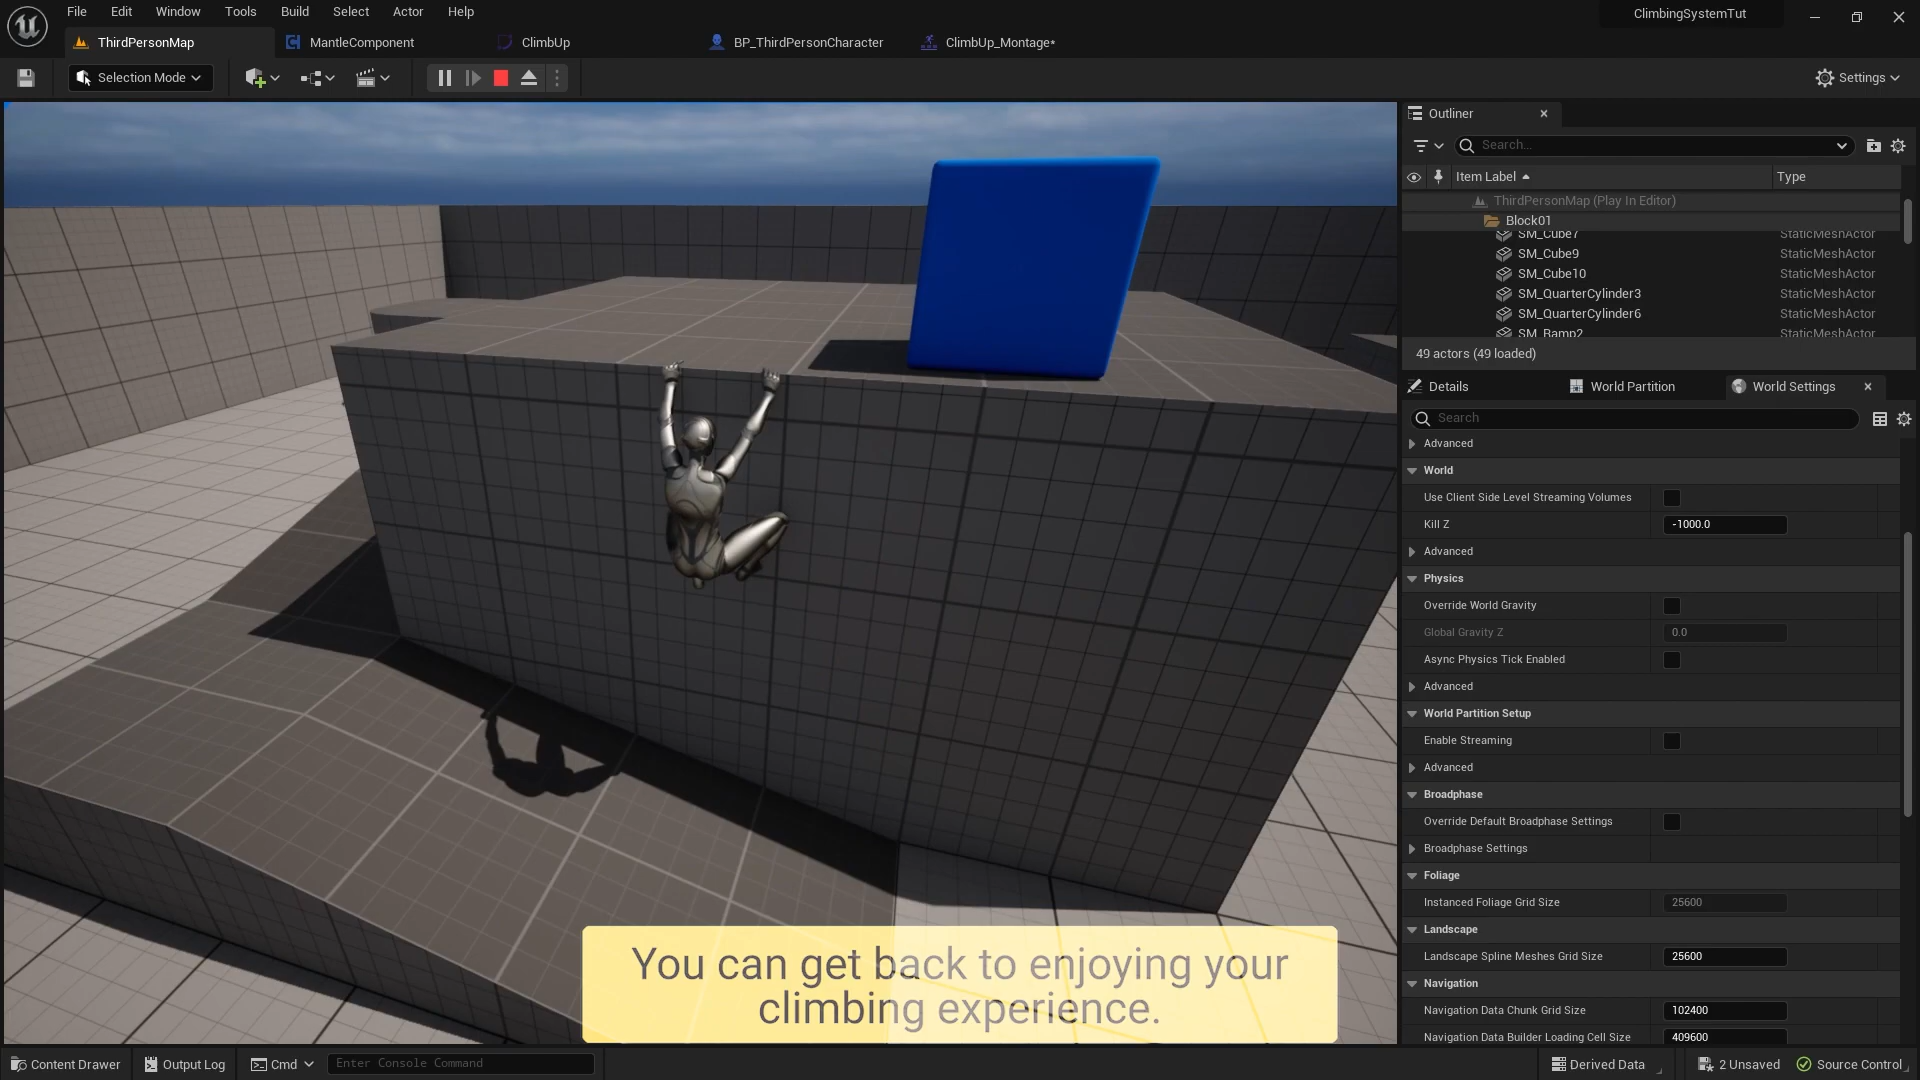 File Edit Window Tools Build Select Actor Help
ClimbingSystemTut
ThirdPersonMap MantleComponent ClimbUp BP_ThirdPersonCharacter ClimbUp_Montage*
Selection Mode
Settings
Outliner
Search...
Item Label Type
ThirdPersonMap (Play In Editor)
Block01
SM_Cube7 StaticMeshActor
SM_Cube9 StaticMeshActor
SM_Cube10 StaticMeshActor
SM_QuarterCylinder3 StaticMeshActor
SM_QuarterCylinder6 StaticMeshActor
SM_Ramp2 StaticMeshActor
49 actors (49 loaded)
Details World Partition World Settings
Search
Advanced
World
Use Client Side Level Streaming Volumes
Kill Z -1000.0
Advanced
Physics
Override World Gravity
Global Gravity Z 0.0
Async Physics Tick Enabled
Advanced
World Partition Setup
Enable Streaming
Advanced
Broadphase
Override Default Broadphase Settings
Broadphase Settings
Foliage
Instanced Foliage Grid Size 25600
Landscape
Landscape Spline Meshes Grid Size 25600
Navigation
Navigation Data Chunk Grid Size 102400
Navigation Data Builder Loading Cell Size 409600
You can get back to enjoying your
climbing experience.
Content Drawer Output Log Cmd Enter Console Command Derived Data 2 Unsaved Source Control